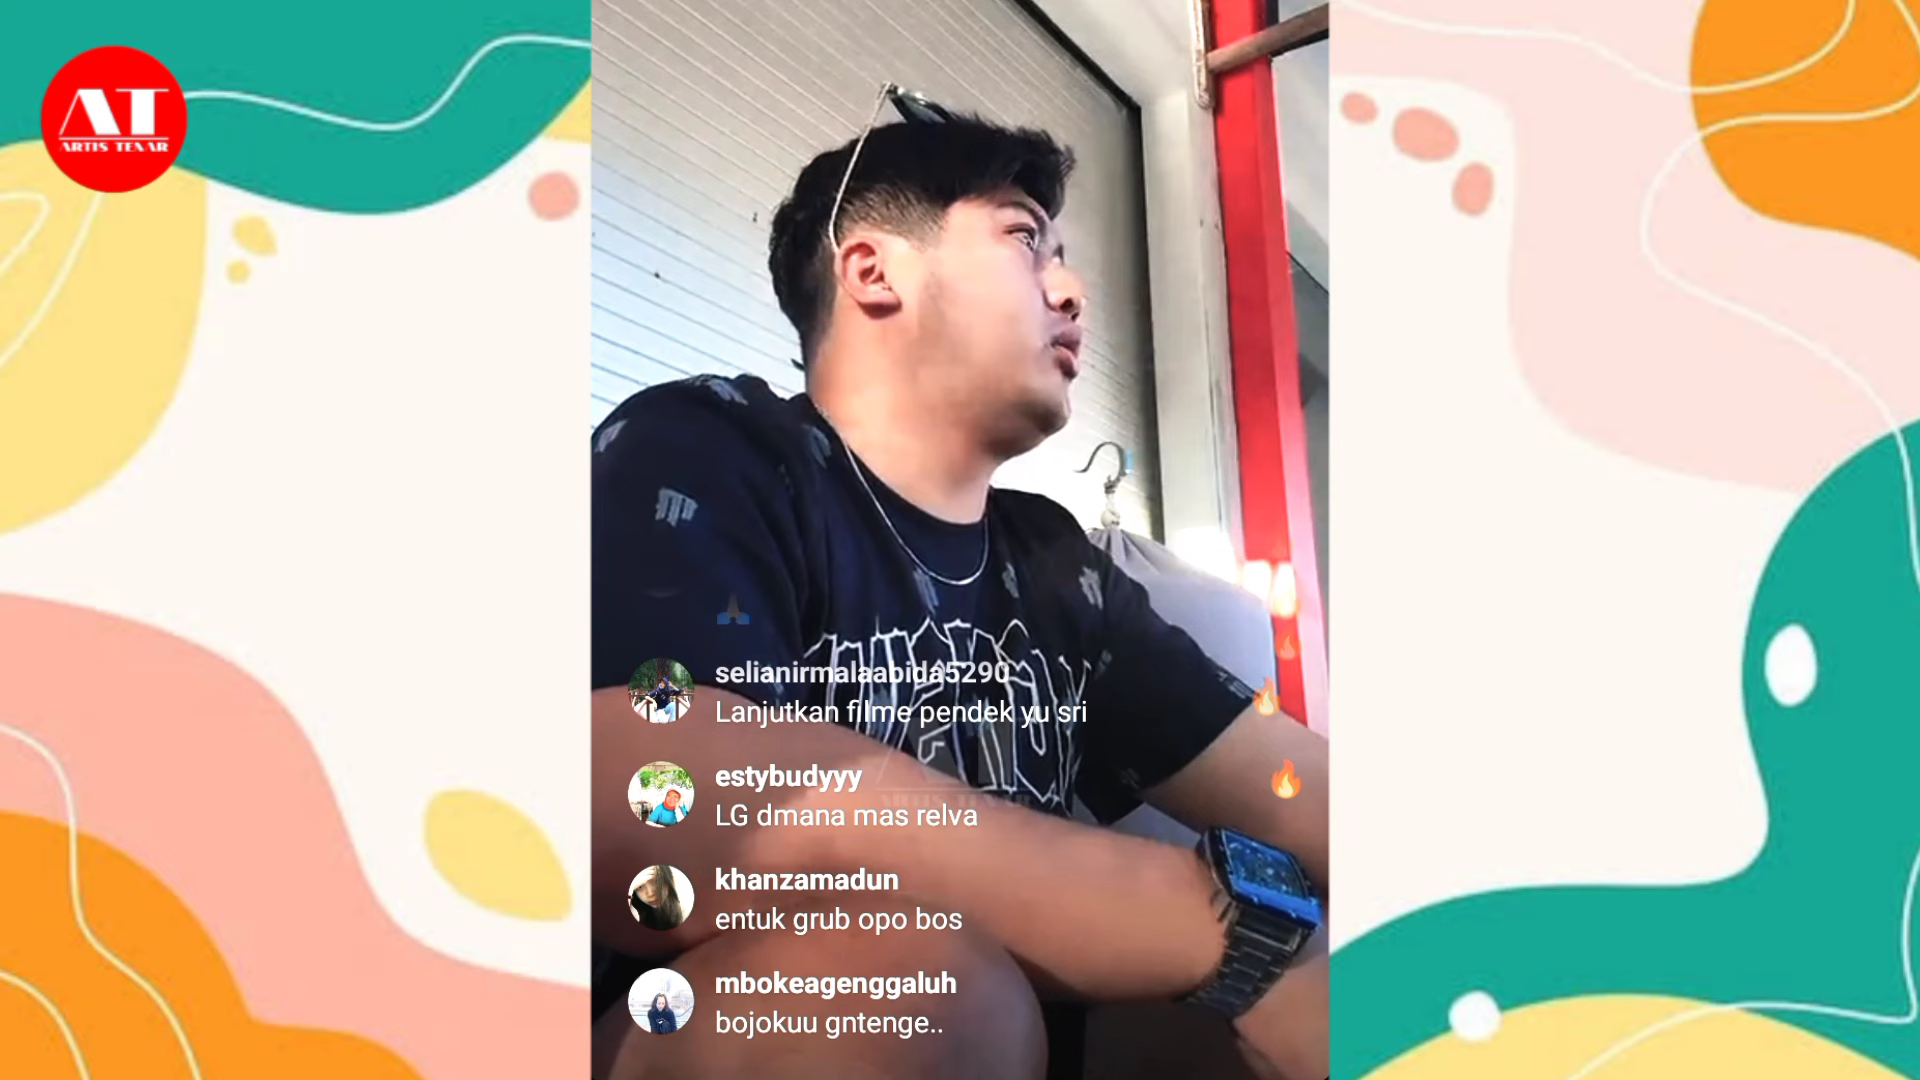 AT
ARTIS TENAR
selianirmalaabida5290
Lanjutkan filme pendek yu sri
estybudyyy
LG dmana mas relva
khanzamadun
entuk grub opo bos
mbokeagenggaluh
bojokuu gntenge..